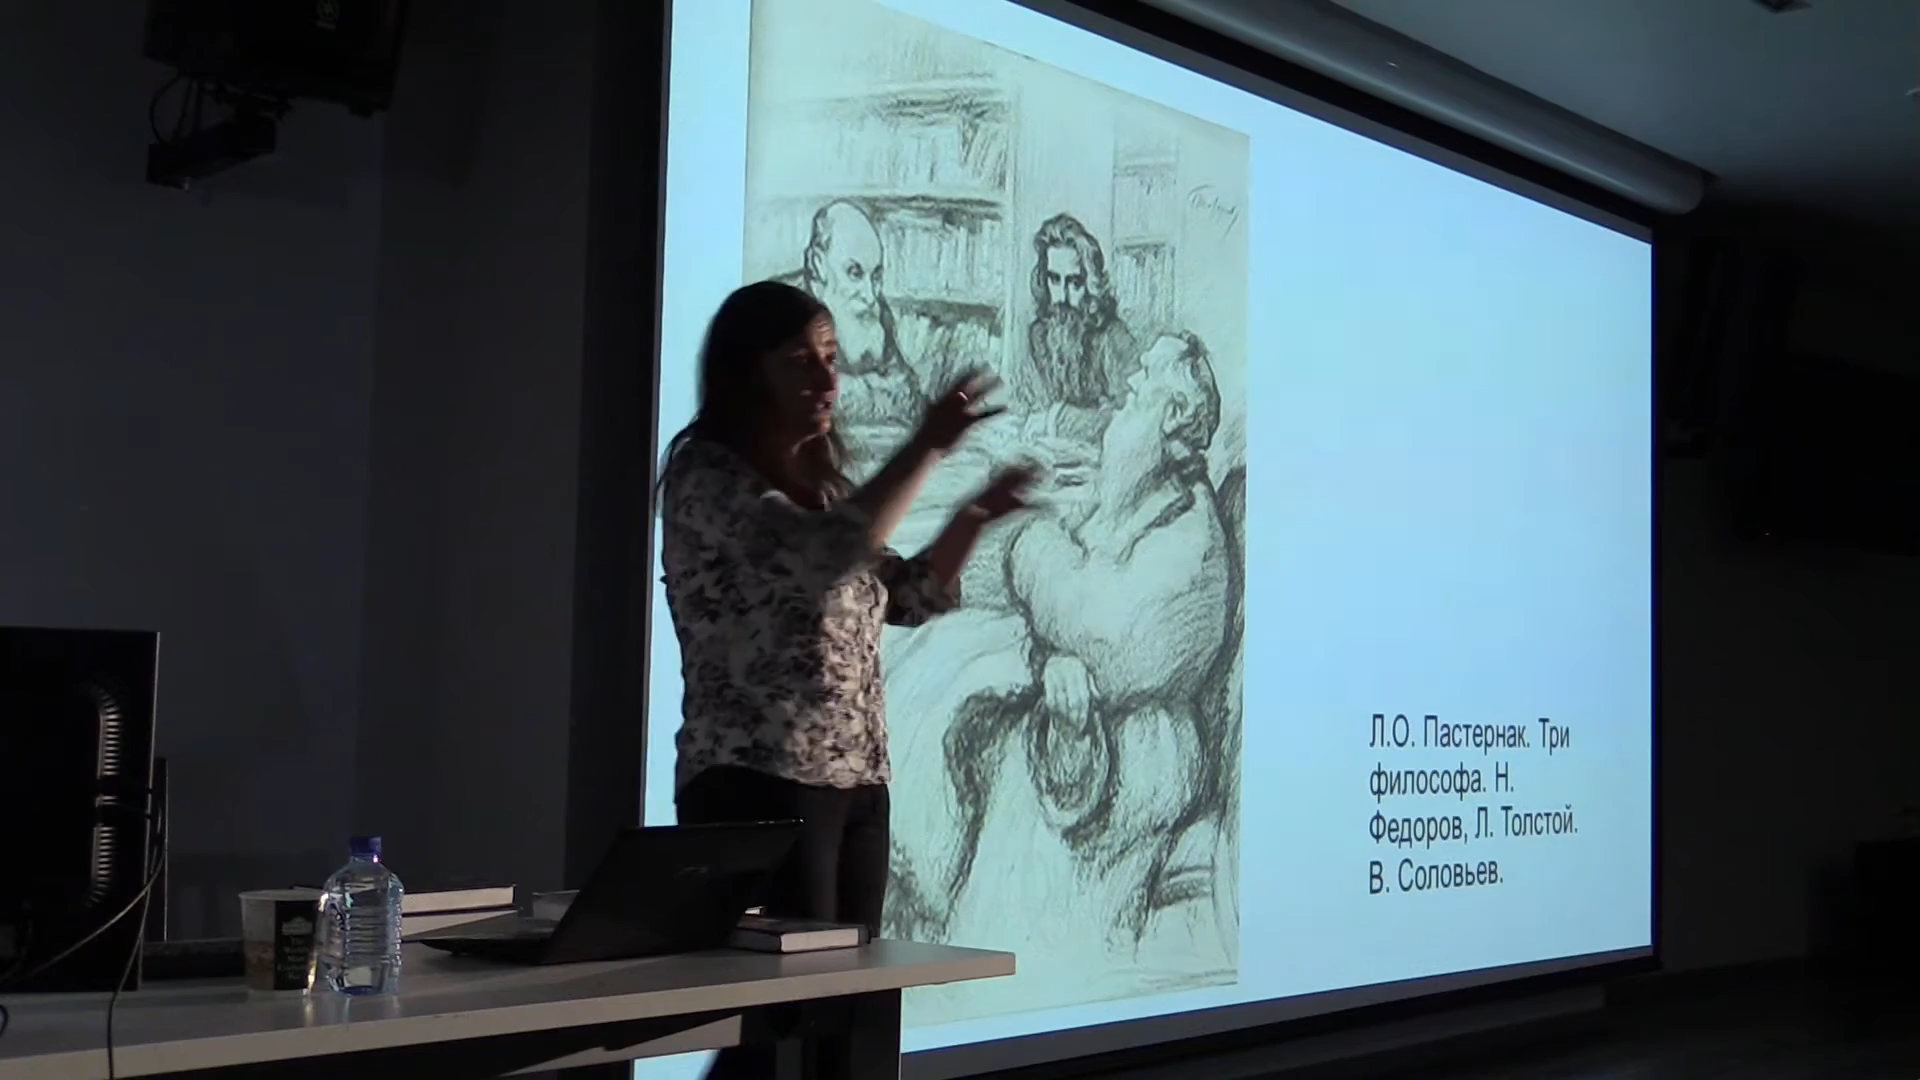 Л.О. Пастернак. Три
философа. Н.
Федоров, Л. Толстой.
В. Соловьев.